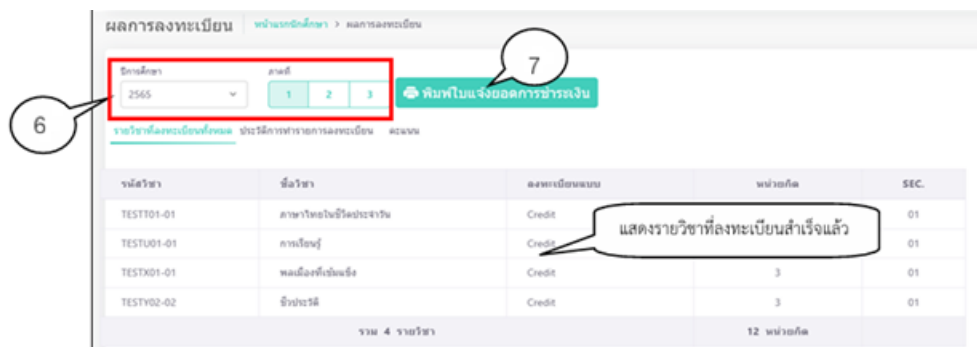 ผลการลงทะเบียน หน้าแรกนักศึกษา > ผลการลงทะเบียน
7
ปีการศึกษา ภาคที่
2565 1 2 3 พิมพ์ใบแจ้งยอดการชำระเงิน
6
รายวิชาที่ลงทะเบียนทั้งหมด ประวัติการทำรายการลงทะเบียน คะแนน
รหัสวิชา ชื่อวิชา ลงทะเบียนแบบ หน่วยกิต SEC.
TESTT01-01 ภาษาไทยในชีวิตประจำวัน Credit 01
แสดงรายวิชาที่ลงทะเบียนสำเร็จแล้ว
TESTU01-01 การเรียนรู้ Credit 01
TESTX01-01 พลเมืองที่เข้มแข็ง Credit 3 01
TESTY02-02 ชีวประวัติ Credit 3 01
รวม 4 รายวิชา 12 หน่วยกิต